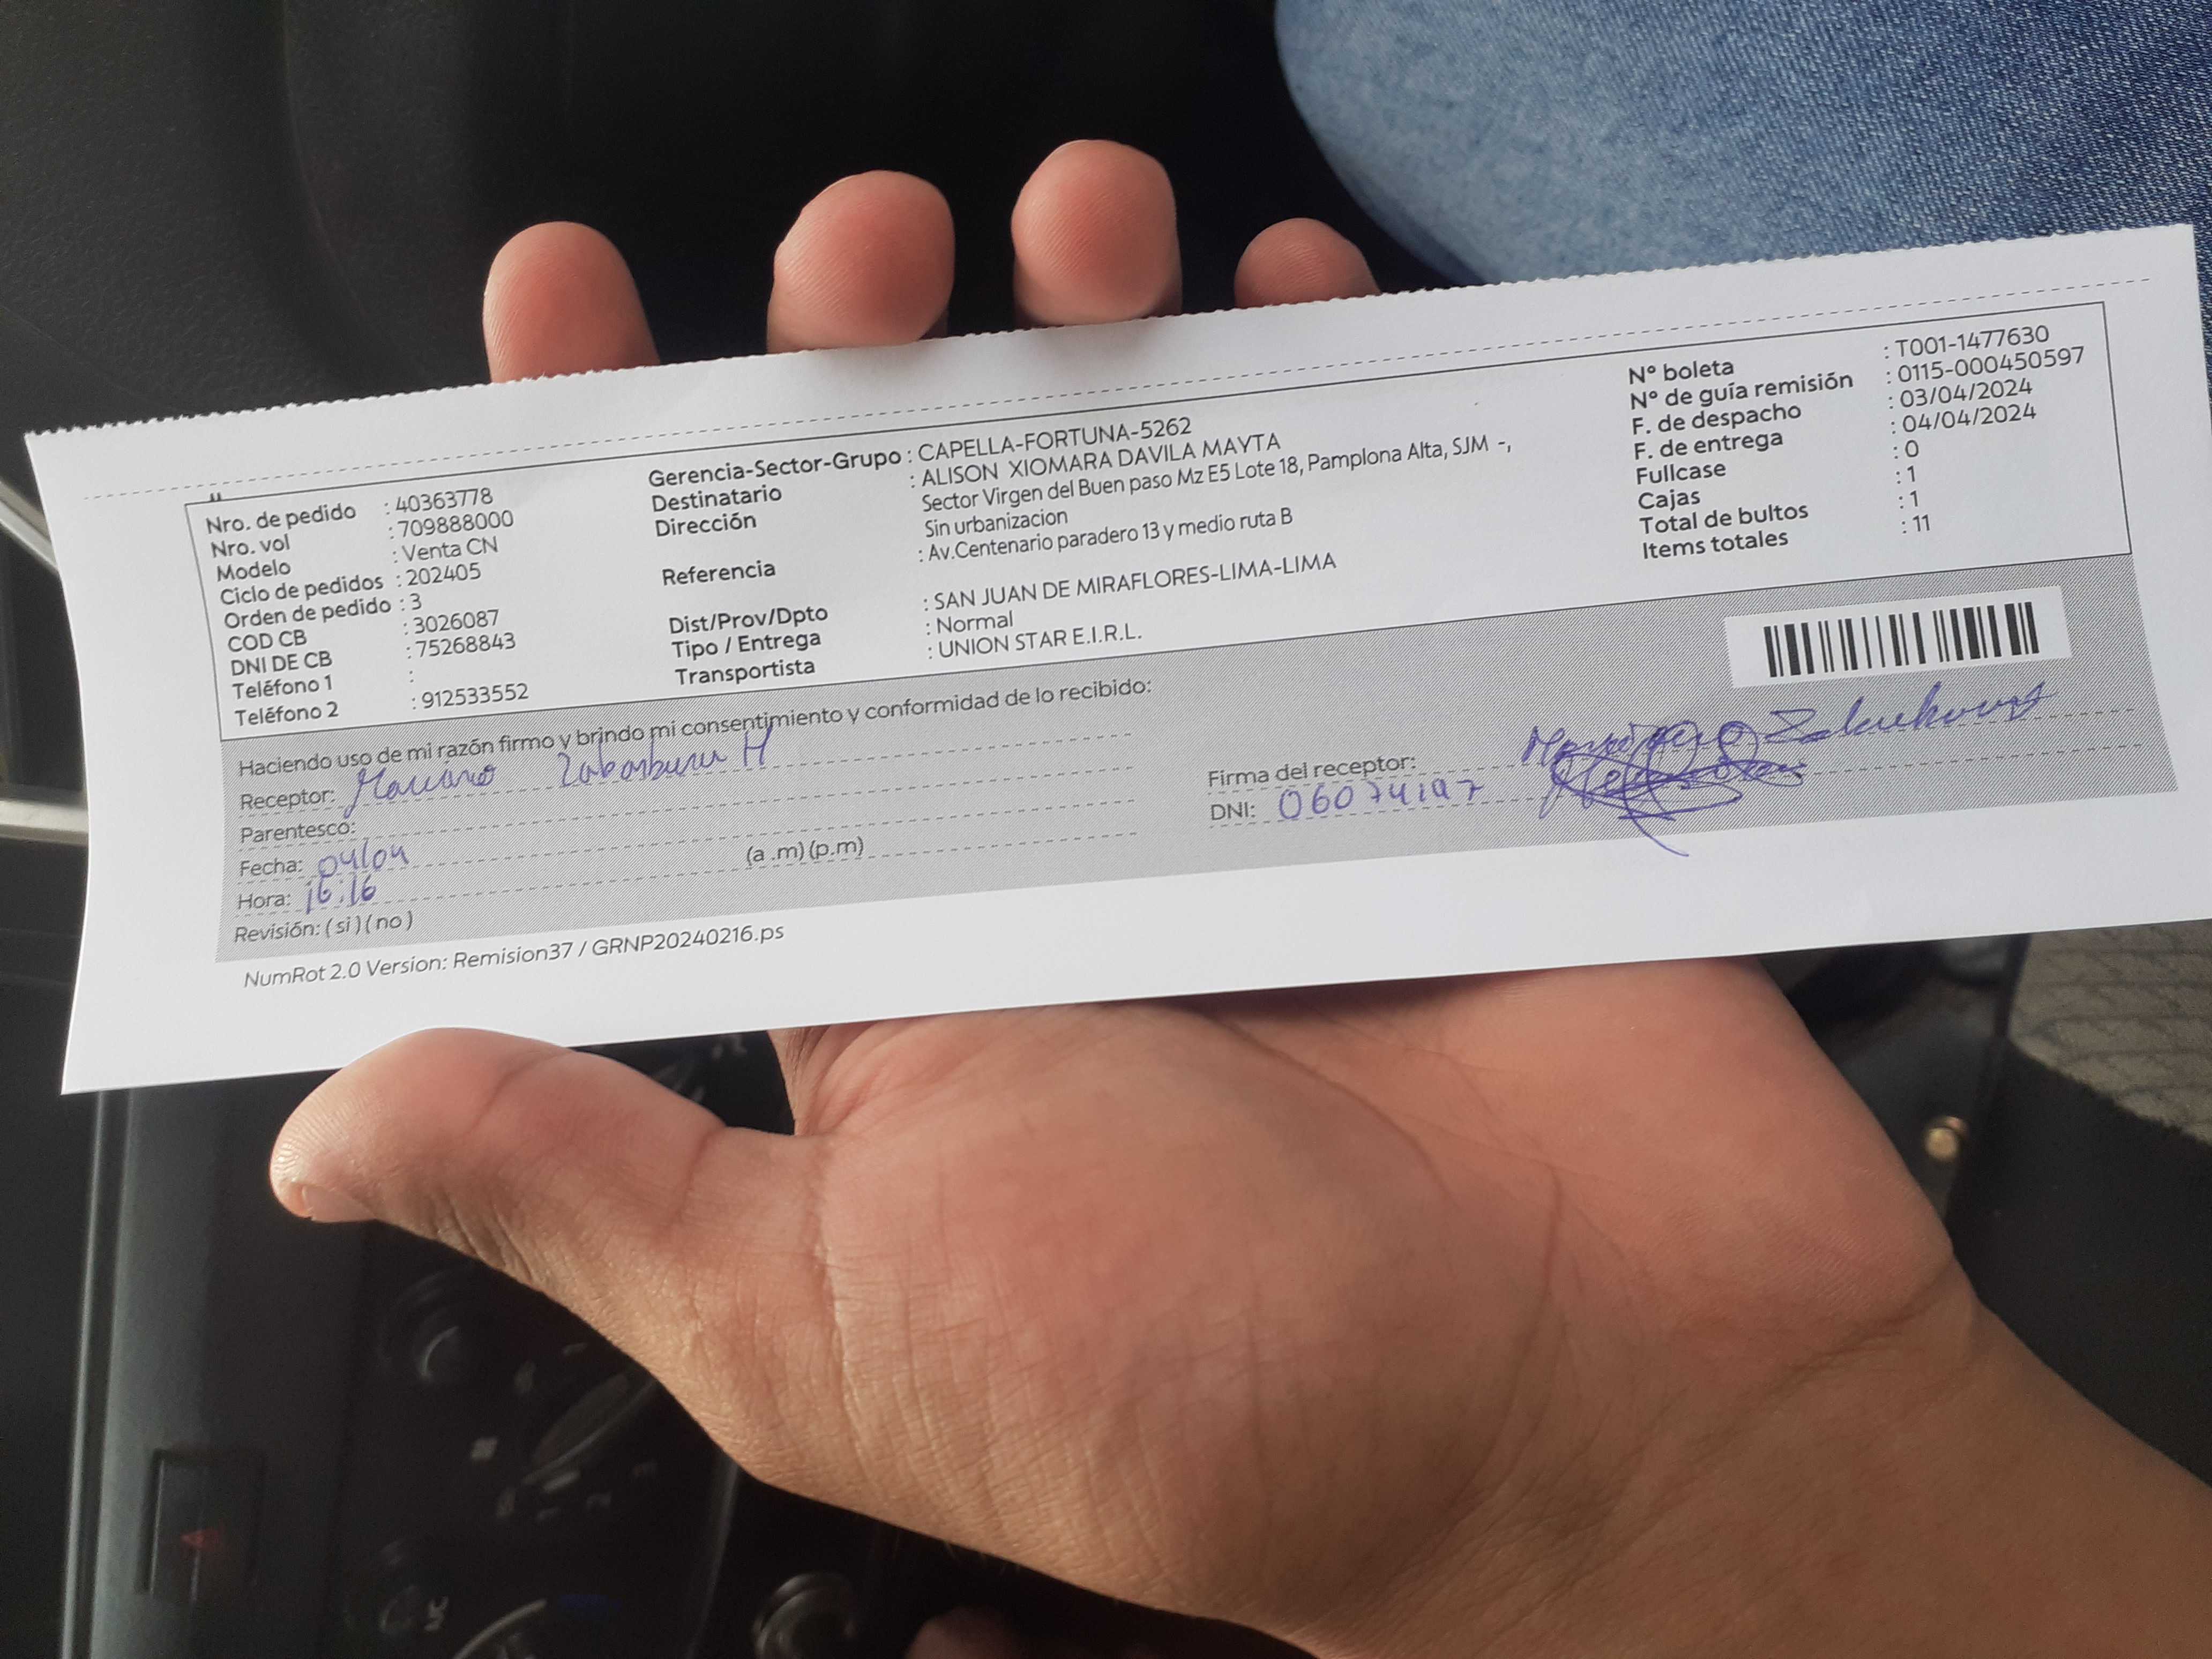 Nro. de pedido : 40363778
Nro. vol : 709888000
Modelo : Venta CN
Ciclo de pedidos : 202405
Orden de pedido : 3
COD CB : 3026087
DNI DE CB : 75268843
Teléfono 1 :
Teléfono 2 : 912533552
Gerencia-Sector-Grupo : CAPELLA-FORTUNA-5262
Destinatario : ALISON XIOMARA DAVILA MAYTA
Dirección Sector Virgen del Buen paso Mz E5 Lote 18, Pamplona Alta, SJM -,
Sin urbanizacion
Referencia : Av.Centenario paradero 13 y medio ruta B
Dist/Prov/Dpto : SAN JUAN DE MIRAFLORES-LIMA-LIMA
Tipo / Entrega : Normal
Transportista : UNION STAR E.I.R.L.
N° boleta : T001-1477630
N° de guía remisión : 0115-000450597
F. de despacho : 03/04/2024
F. de entrega : 04/04/2024
Fullcase : 0
Cajas : 1
Total de bultos : 1
Items totales : 11
Haciendo uso de mi razón firmo y brindo mi consentimiento y conformidad de lo recibido:
Receptor: Mariano H
Parentesco:
Fecha: 04/04
Hora: 16:16 (a .m) (p.m)
Revisión: ( si ) ( no )
Firma del receptor:
DNI: 06074197
NumRot 2.0 Version: Remision37 / GRNP20240216.ps